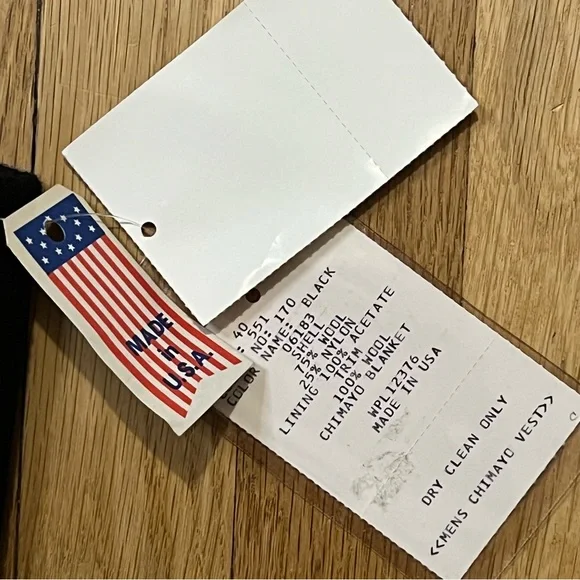 MADE
in
U.S.A.
40
551
NO: 170
NAME: BLACK
COLOR 06183
SHELL
75% WOOL
25% NYLON
LINING 100% ACETATE
TRIM
100% WOOL
CHIMAYO BLANKET
WPL12376
MADE IN USA
DRY CLEAN ONLY
<<MENS CHIMAYO VEST>>